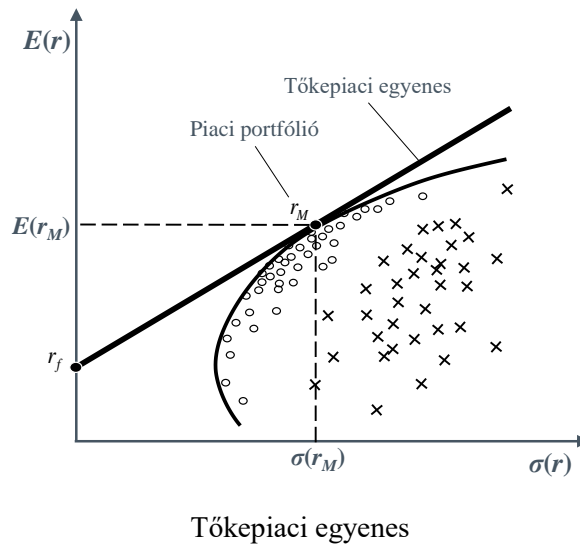 E(r)
Tőkepiaci egyenes
Piaci portfólió
r_M
E(r_M)
r_f
σ(r_M)
σ(r)
Tőkepiaci egyenes